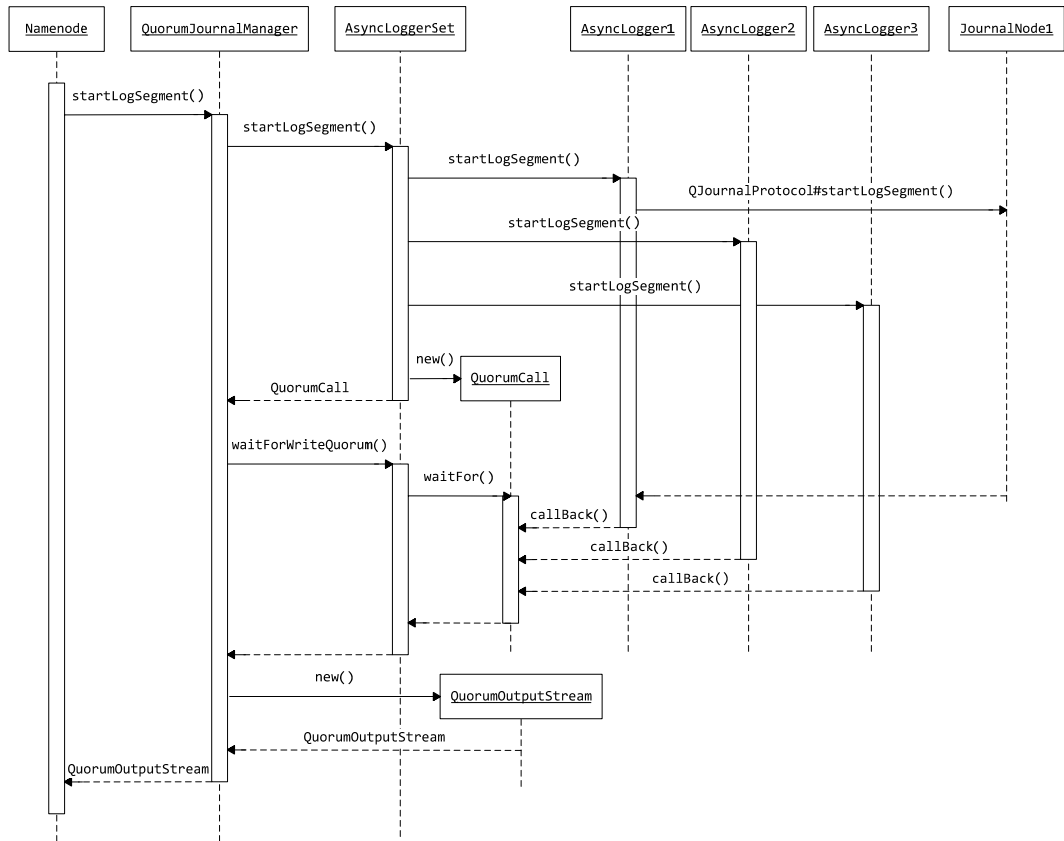 Namenode
QuorumJournalManager
AsyncLoggerSet
AsyncLogger1
AsyncLogger2
AsyncLogger3
JournalNode1
startLogSegment()
startLogSegment()
startLogSegment()
QJournalProtocol#startLogSegment()
startLogSegment()
startLogSegment()
new()
QuorumCall
QuorumCall
waitForWriteQuorum()
waitFor()
callBack()
callBack()
callBack()
new()
QuorumOutputStream
QuorumOutputStream
QuorumOutputStream